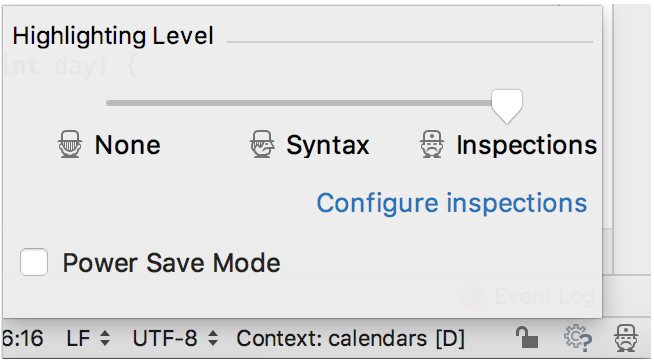 Highlighting Level
int day) {
None Syntax Inspections
Configure inspections
Power Save Mode
Event Log
6:16 LF UTF-8 Context: calendars [D]